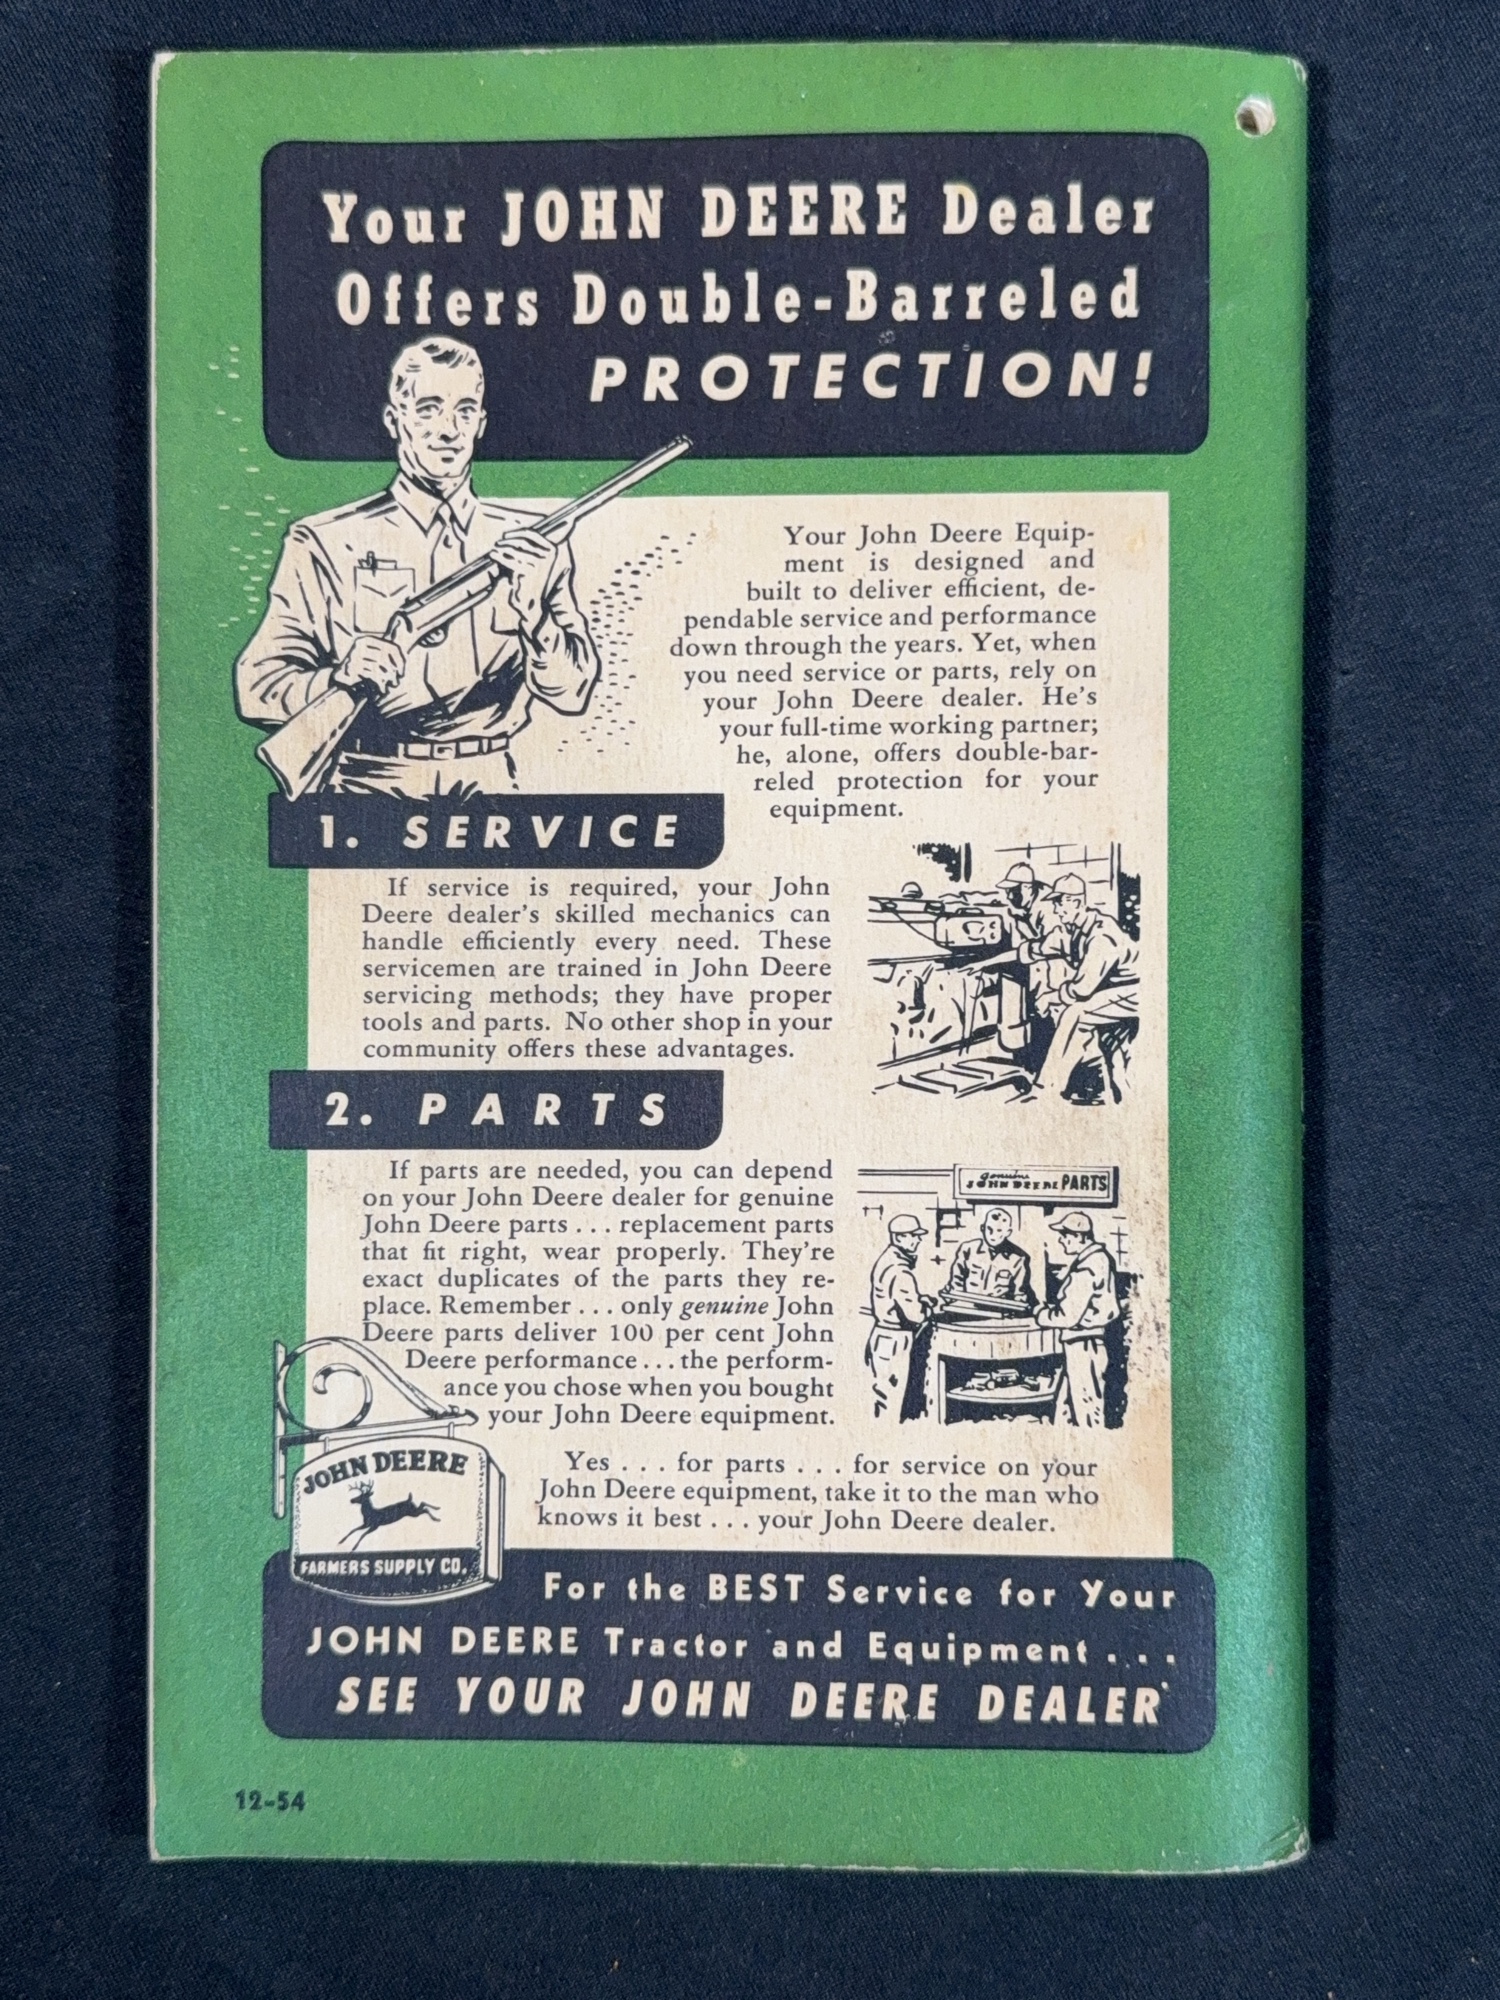 Your JOHN DEERE Dealer
Offers Double-Barreled
PROTECTION!
Your John Deere Equip-
ment is designed and
built to deliver efficient, de-
pendable service and performance
down through the years. Yet, when
you need service or parts, rely on
your John Deere dealer. He's
your full-time working partner;
he, alone, offers double-bar-
reled protection for your
equipment.
1. SERVICE
If service is required, your John
Deere dealer's skilled mechanics can
handle efficiently every need. These
servicemen are trained in John Deere
servicing methods; they have proper
tools and parts. No other shop in your
community offers these advantages.
2. PARTS
If parts are needed, you can depend
on your John Deere dealer for genuine
John Deere parts . . . replacement parts
that fit right, wear properly. They're
exact duplicates of the parts they re-
place. Remember . . . only genuine John
Deere parts deliver 100 per cent John
Deere performance . . . the perform-
ance you chose when you bought
your John Deere equipment.
genuine
JOHN DEERE PARTS
Yes . . . for parts . . . for service on your
John Deere equipment, take it to the man who
knows it best . . . your John Deere dealer.
JOHN DEERE
FARMERS SUPPLY CO.
For the BEST Service for Your
JOHN DEERE Tractor and Equipment . . .
SEE YOUR JOHN DEERE DEALER
12-54